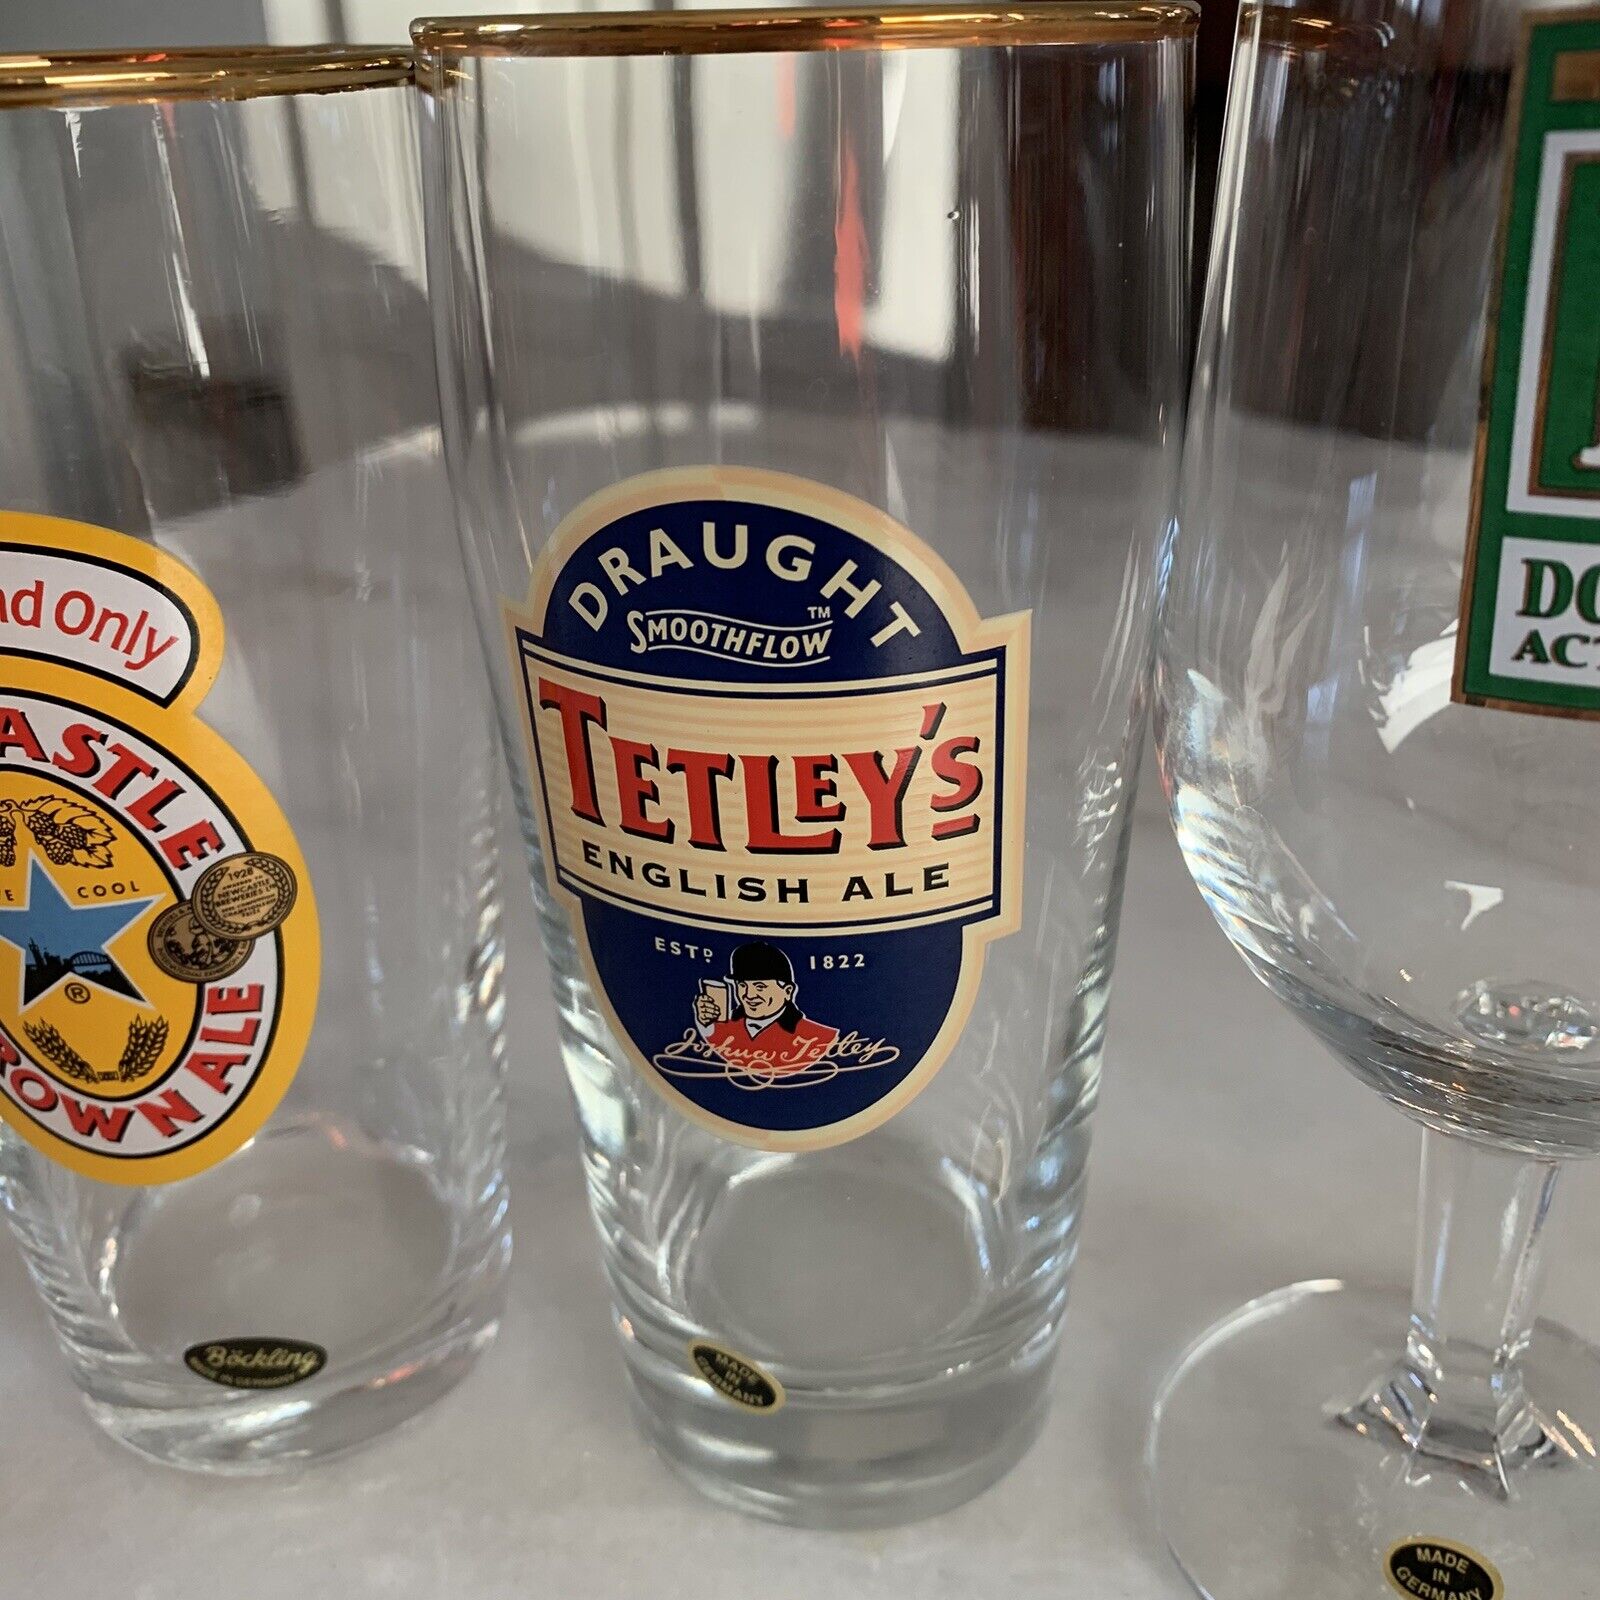 nd Only
ASTLE
E COOL
1928
®
ROWN ALE
Böckling
DRAUGHT
SMOOTHFLOW™
TETLEY'S
ENGLISH ALE
ESTD. 1822
Joshua Tetley
MADE
IN
GERMANY
DO
ACT
MADE
IN
GERMANY